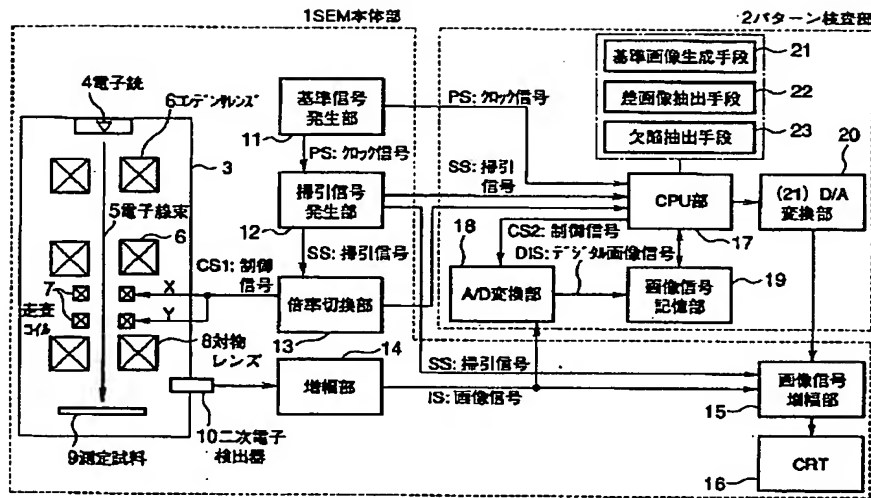 1SEM本体部
2パターン検査部
4電子銃
6コンデンサレンズ
3
5電子線束
6
CS1:制御
信号
X
Y
7
走査
コイル
8対物
レンズ
9測定試料
10二次電子
検出器
基準信号
発生部
11
PS:クロック信号
PS:クロック信号
掃引信号
発生部
12
SS:掃引信号
SS:掃引
信号
倍率切換部
13
14
増幅部
基準画像生成手段
21
差画像抽出手段
22
欠陥抽出手段
23
20
CPU部
17
(21) D/A
変換部
CS2:制御信号
DIS:デジタル画像信号
18
A/D変換部
画像信号
記憶部
19
SS:掃引信号
IS:画像信号
画像信号
増幅部
15
CRT
16